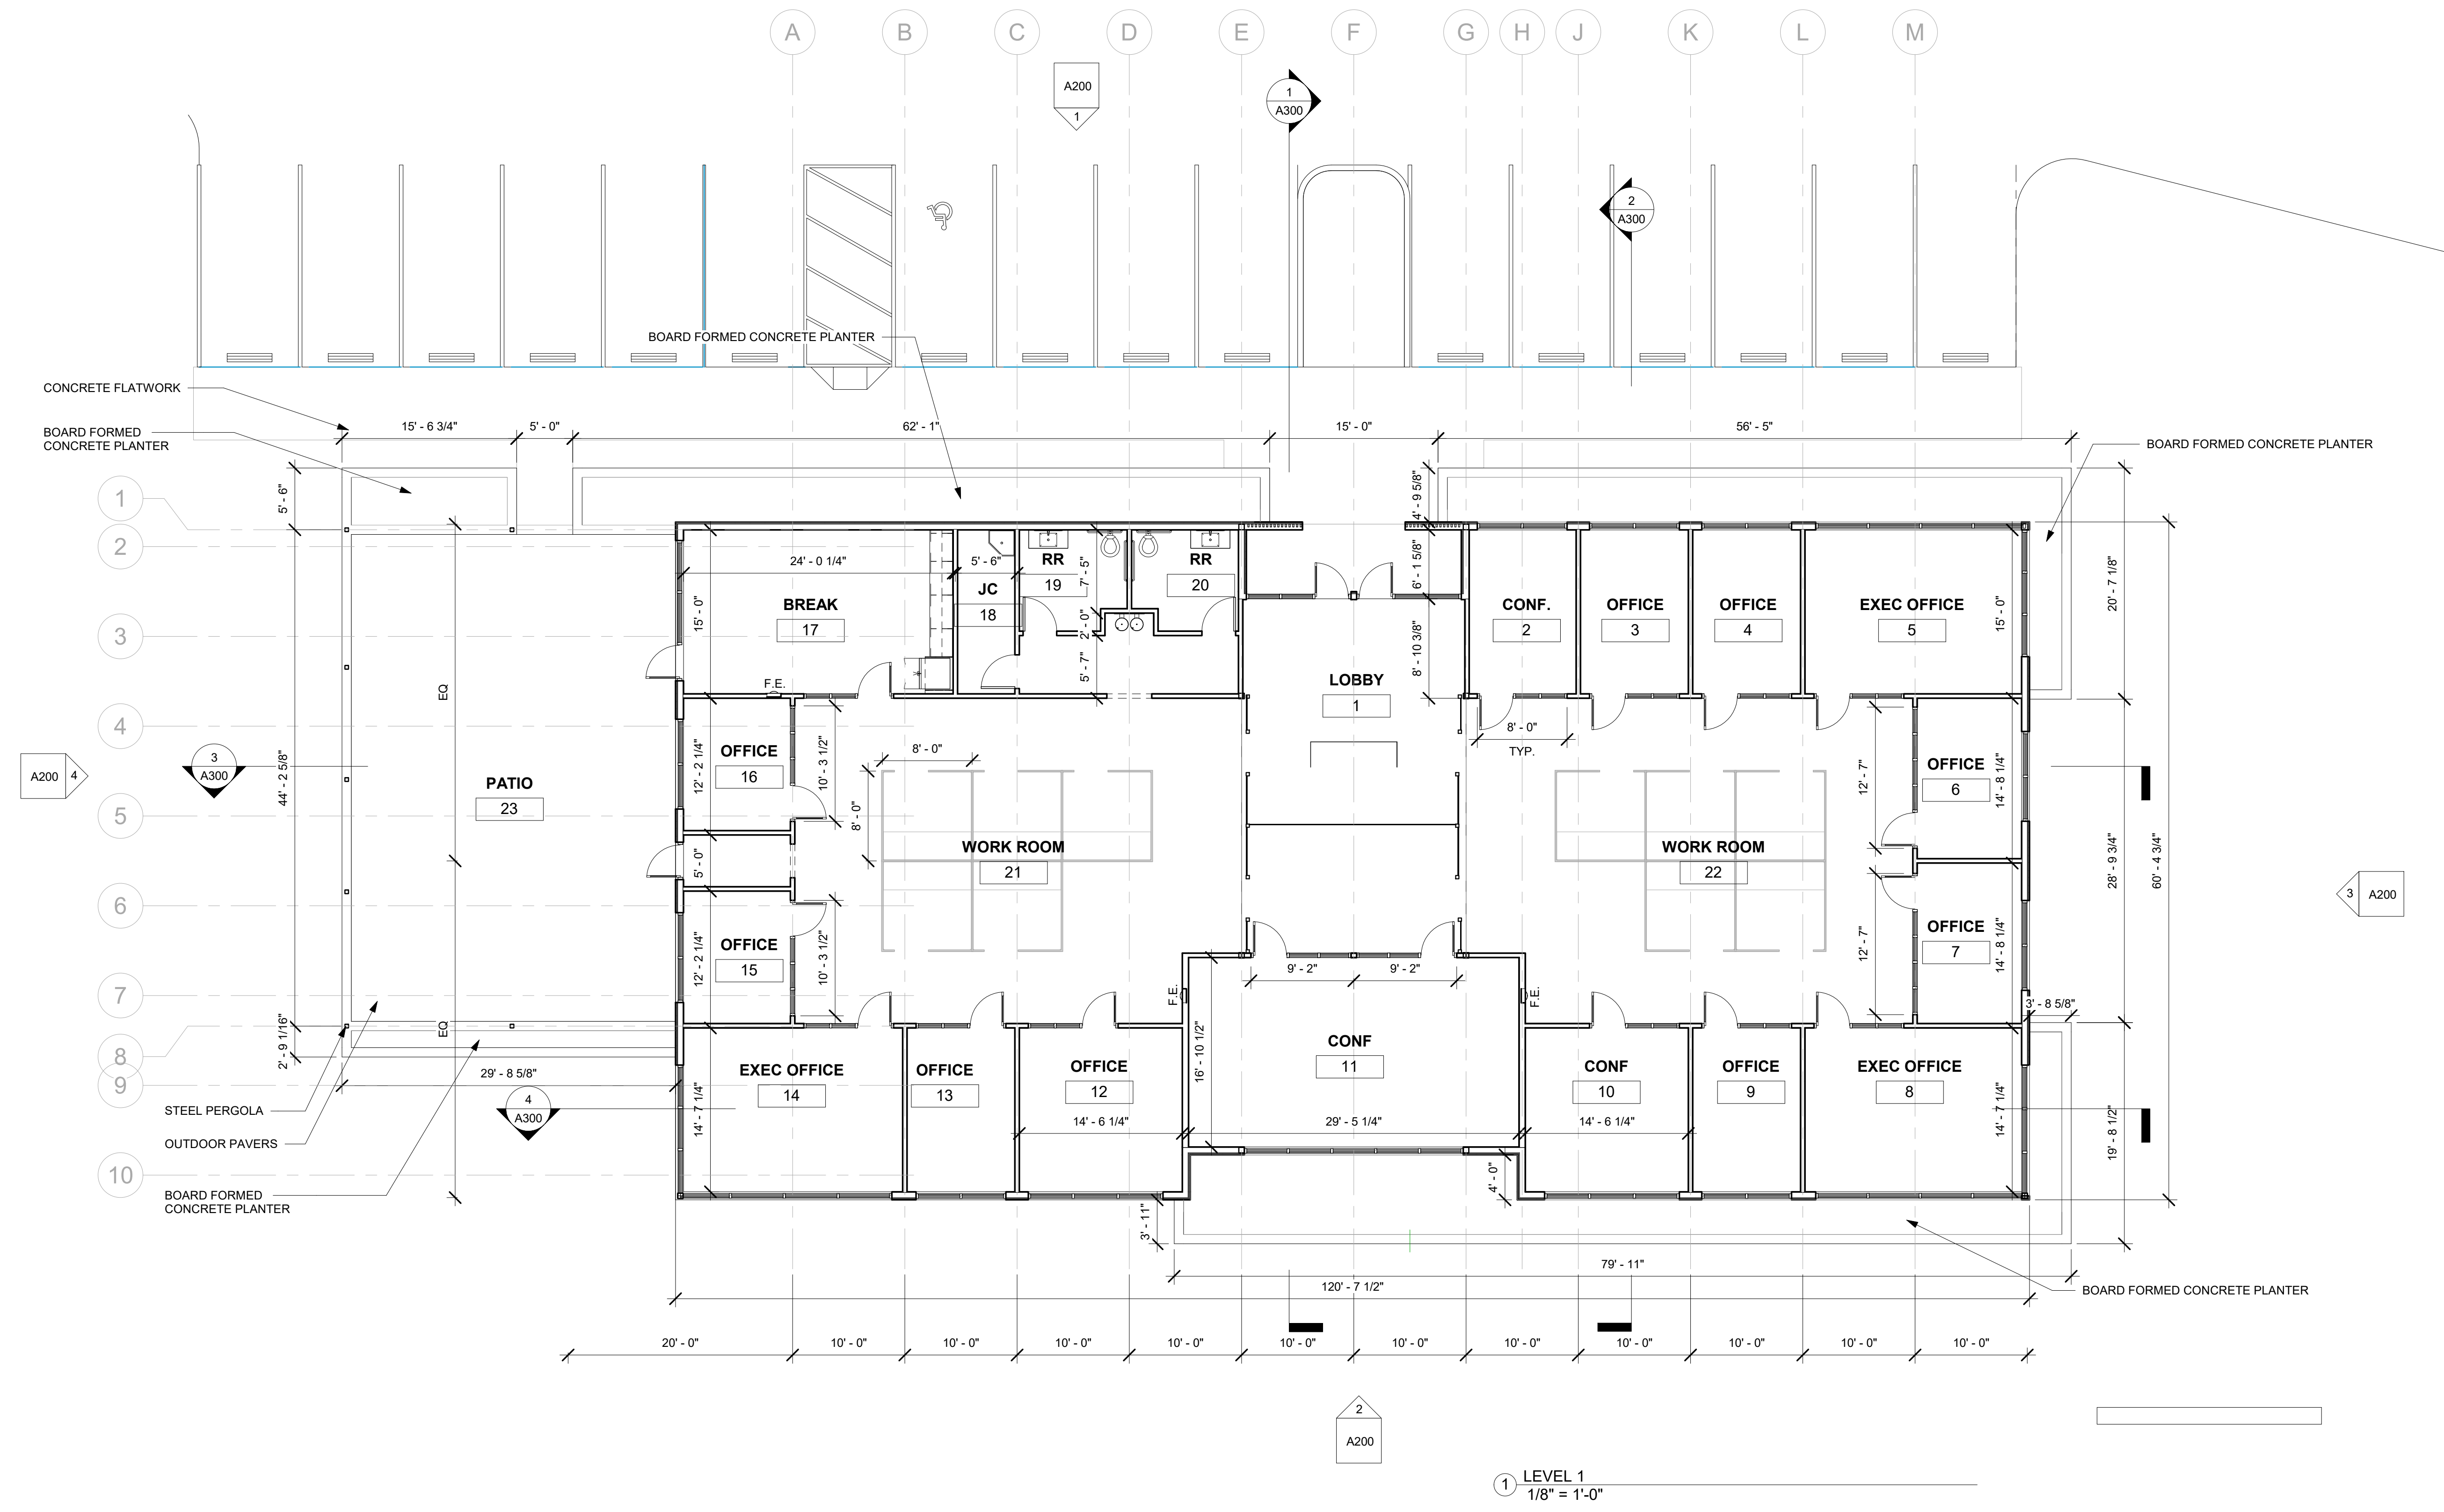 A B C D E F G H J K L M
A200
1
1
A300
2
A300
BOARD FORMED CONCRETE PLANTER
CONCRETE FLATWORK
BOARD FORMED
CONCRETE PLANTER
15' - 6 3/4" 5' - 0" 62' - 1" 15' - 0" 56' - 5"
BOARD FORMED CONCRETE PLANTER
1
2
3
4
5
6
7
8
9
10
5' - 6"
44' - 2 5/8"
2' - 9 1/16"
EQ
EQ
4' - 9 5/8"
6' - 1 5/8"
8' - 10 3/8"
24' - 0 1/4"
5' - 6"
7' - 5"
2' - 0"
5' - 7"
15' - 0"
BREAK
17
JC
18
RR
19
RR
20
F.E.
LOBBY
1
CONF.
2
OFFICE
3
OFFICE
4
EXEC OFFICE
5
15' - 0"
20' - 7 1/8"
8' - 0"
TYP.
A200
4
3
A300
PATIO
23
OFFICE
16
12' - 2 1/4"
10' - 3 1/2"
8' - 0"
8' - 0"
5' - 0"
WORK ROOM
21
WORK ROOM
22
12' - 7"
OFFICE
6
14' - 8 1/4"
28' - 9 3/4"
60' - 4 3/4"
3
A200
OFFICE
15
12' - 2 1/4"
10' - 3 1/2"
12' - 7"
OFFICE
7
14' - 8 1/4"
3' - 8 5/8"
9' - 2" 9' - 2"
F.E.
F.E.
16' - 10 1/2"
29' - 8 5/8"
STEEL PERGOLA
OUTDOOR PAVERS
BOARD FORMED
CONCRETE PLANTER
4
A300
EXEC OFFICE
14
14' - 7 1/4"
OFFICE
13
OFFICE
12
14' - 6 1/4"
CONF
11
29' - 5 1/4"
CONF
10
14' - 6 1/4"
OFFICE
9
EXEC OFFICE
8
14' - 7 1/4"
19' - 8 1/2"
4' - 0"
3' - 11"
79' - 11"
120' - 7 1/2"
BOARD FORMED CONCRETE PLANTER
20' - 0" 10' - 0" 10' - 0" 10' - 0" 10' - 0" 10' - 0" 10' - 0" 10' - 0" 10' - 0" 10' - 0" 10' - 0" 10' - 0"
2
A200
1
LEVEL 1
1/8" = 1'-0"